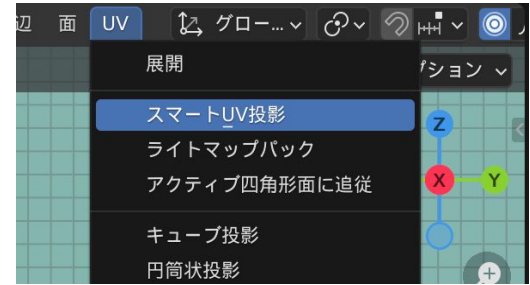 辺 面 UV グロー...
展開
プション
スマートUV投影
ライトマップパック
アクティブ四角形面に追従
キューブ投影
円筒状投影
Z
X
Y